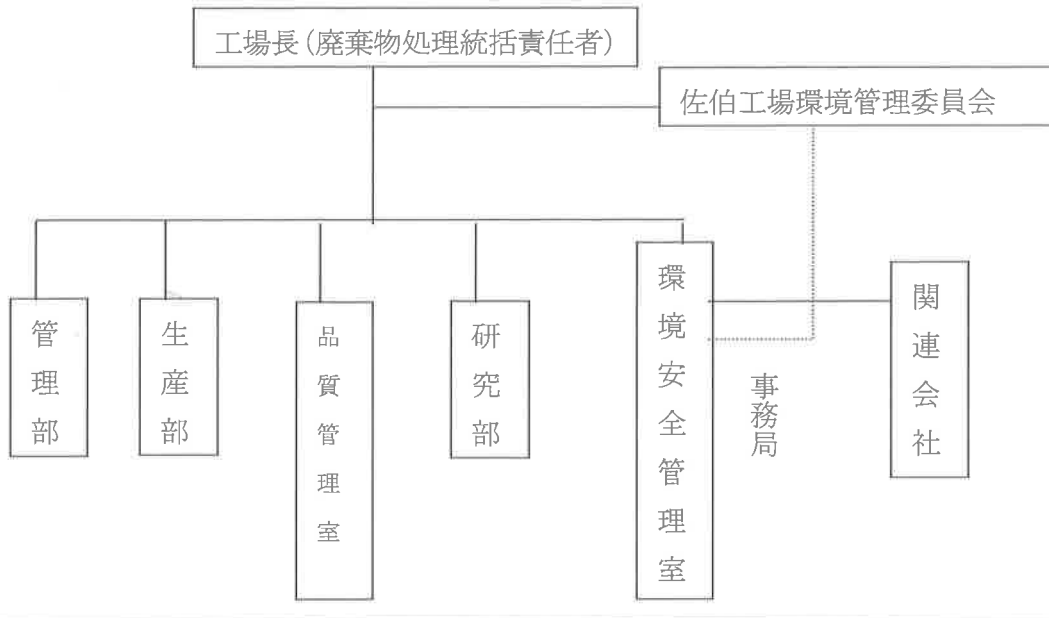 工場長(廃棄物処理統括責任者)
佐伯工場環境管理委員会
管理部
生産部
品質管理室
研究部
環境安全管理室
事務局
関連会社